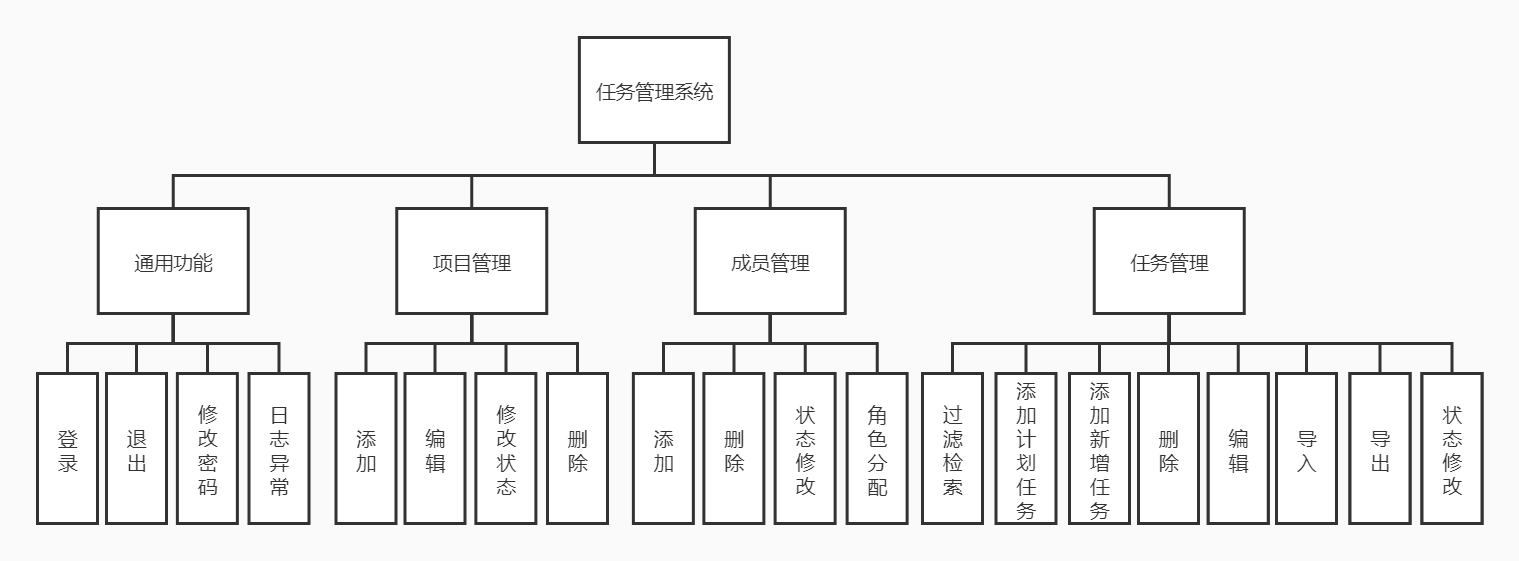 任务管理系统
通用功能
项目管理
成员管理
任务管理
登录
退出
修改密码
日志异常
添加
编辑
修改状态
删除
添加
删除
状态修改
角色分配
过滤检索
添加计划任务
添加新增任务
删除
编辑
导入
导出
状态修改